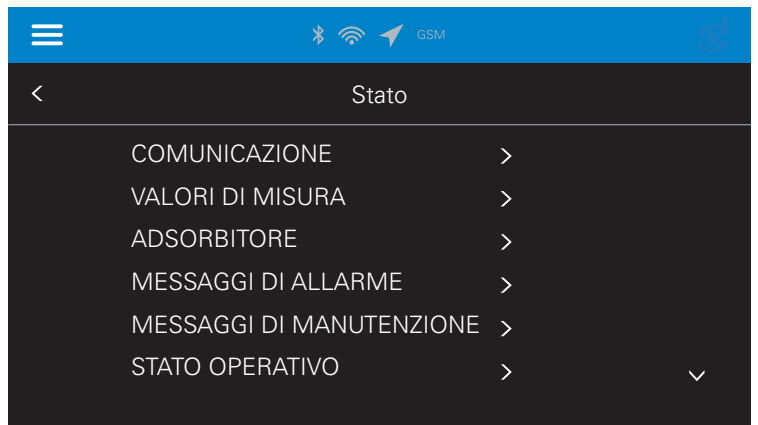 GSM
Stato
COMUNICAZIONE
VALORI DI MISURA
ADSORBITORE
MESSAGGI DI ALLARME
MESSAGGI DI MANUTENZIONE
STATO OPERATIVO